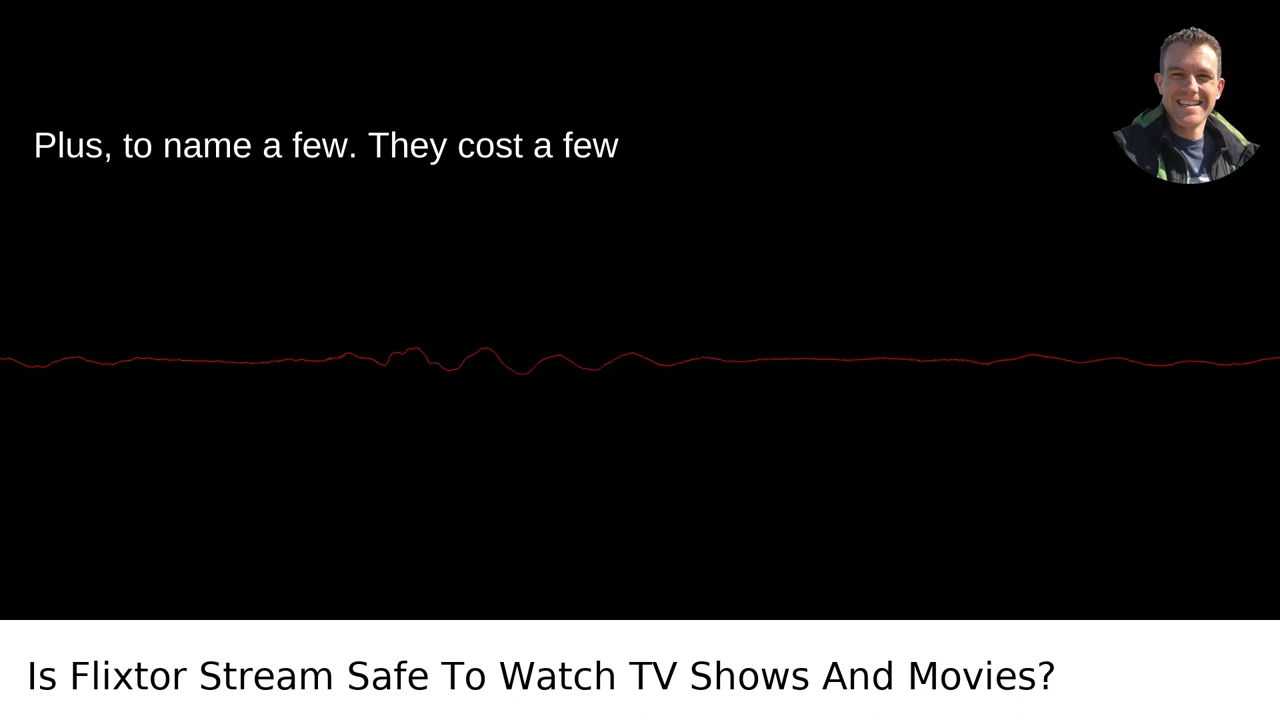 Plus, to name a few. They cost a few
Is Flixtor Stream Safe To Watch TV Shows And Movies?